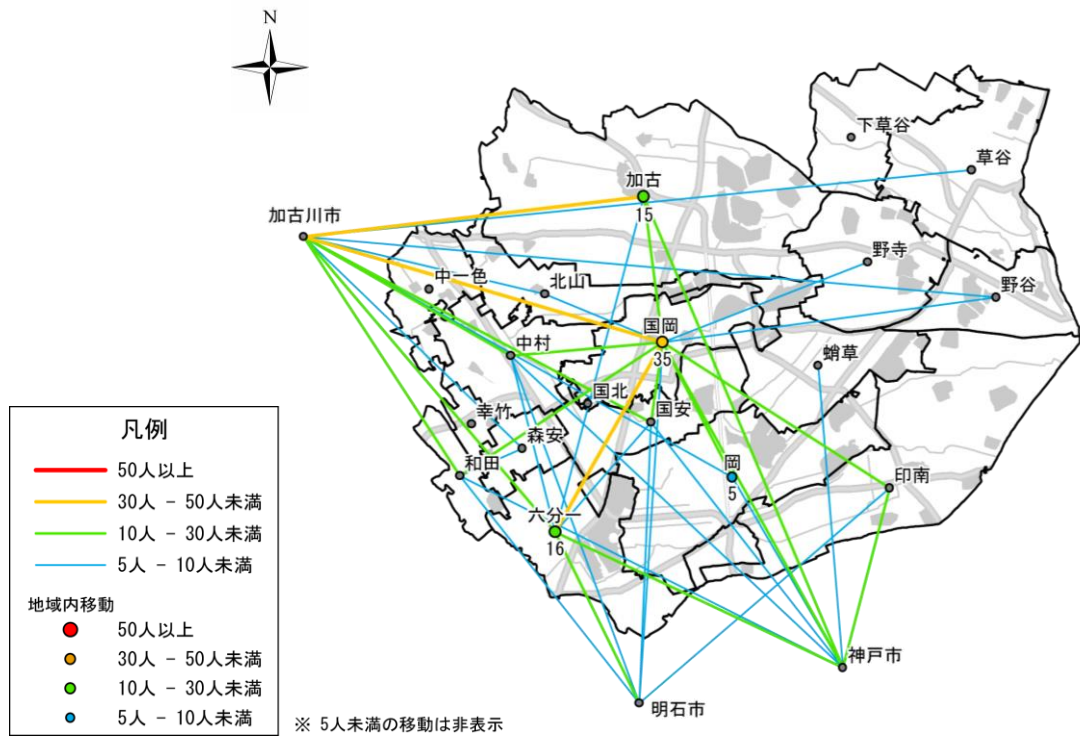 N
下草谷
草谷
加古
15
加古川市
野寺
中一色
北山
野谷
国岡
35
中村
蛸草
国北
国安
幸竹
森安
和田
岡
5
印南
六分一
16
神戸市
明石市
凡例
50人以上
30人 - 50人未満
10人 - 30人未満
5人 - 10人未満
地域内移動
50人以上
30人 - 50人未満
10人 - 30人未満
5人 - 10人未満
※ 5人未満の移動は非表示